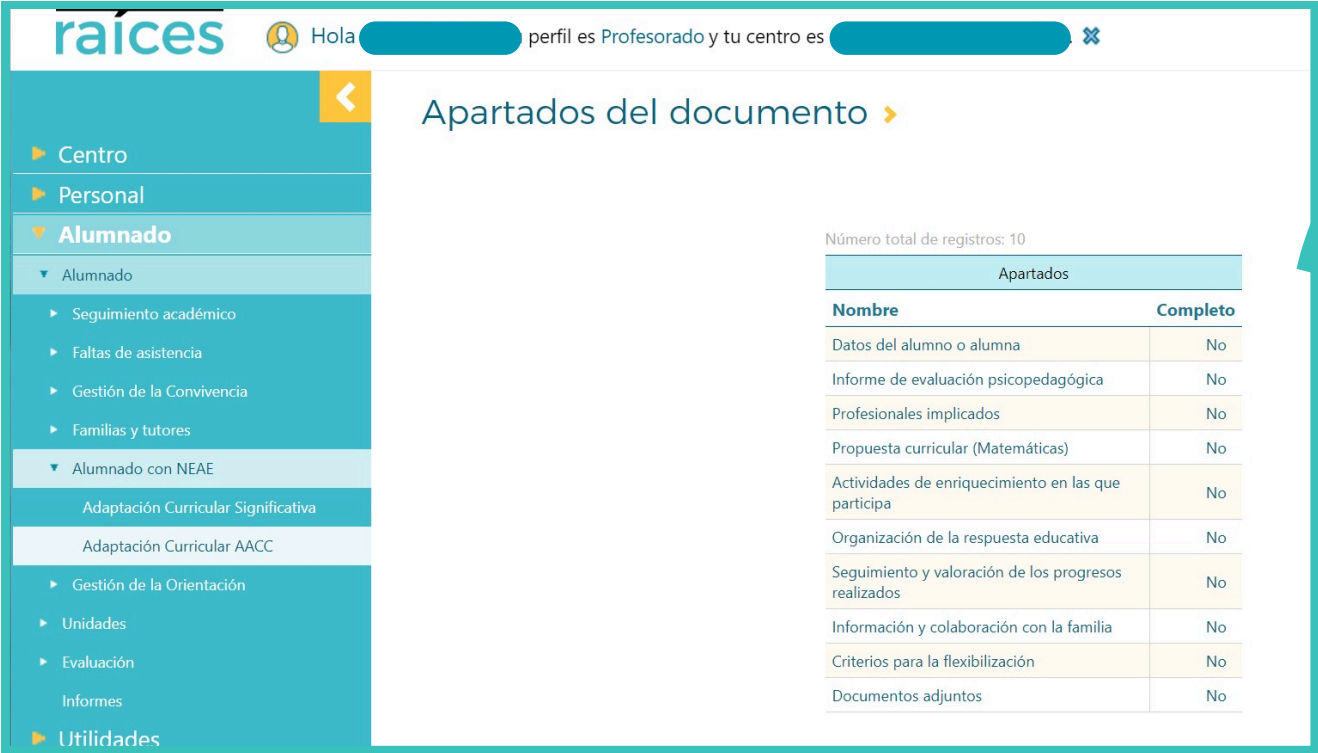 raíces
Hola perfil es Profesorado y tu centro es .
Apartados del documento
Centro
Personal
Alumnado
Alumnado
Seguimiento académico
Faltas de asistencia
Gestión de la Convivencia
Familias y tutores
Alumnado con NEAE
Adaptación Curricular Significativa
Adaptación Curricular AACC
Gestión de la Orientación
Unidades
Evaluación
Informes
Utilidades
Número total de registros: 10
Apartados
Nombre Completo
Datos del alumno o alumna No
Informe de evaluación psicopedagógica No
Profesionales implicados No
Propuesta curricular (Matemáticas) No
Actividades de enriquecimiento en las que
participa No
Organización de la respuesta educativa No
Seguimiento y valoración de los progresos
realizados No
Información y colaboración con la familia No
Criterios para la flexibilización No
Documentos adjuntos No